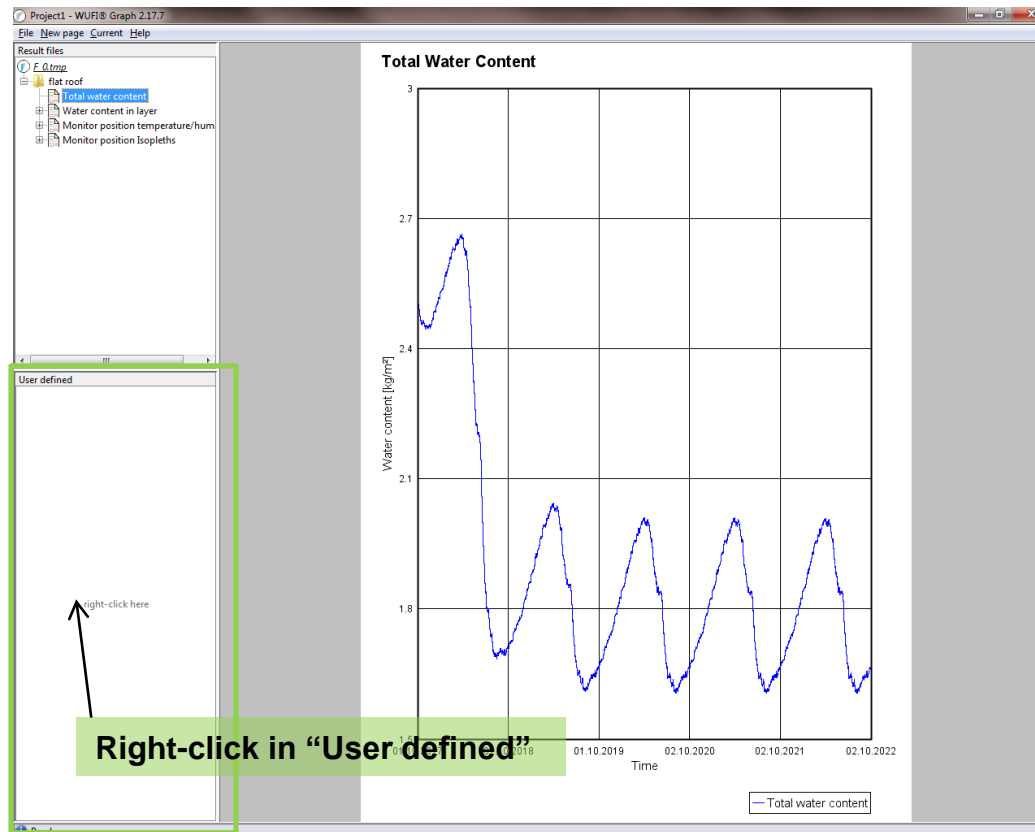 Project1 - WUFI® Graph 2.17.7
File New page Current Help
Result files
F_0.tmp
flat roof
Total water content
Water content in layer
Monitor position temperature/hum
Monitor position Isopleths
User defined
right-click here
Right-click in “User defined”
Total Water Content
3
2.7
2.4
2.1
1.8
1.5
Water content [kg/m²]
01.10.2019
02.10.2020
02.10.2021
02.10.2022
Time
Total water content